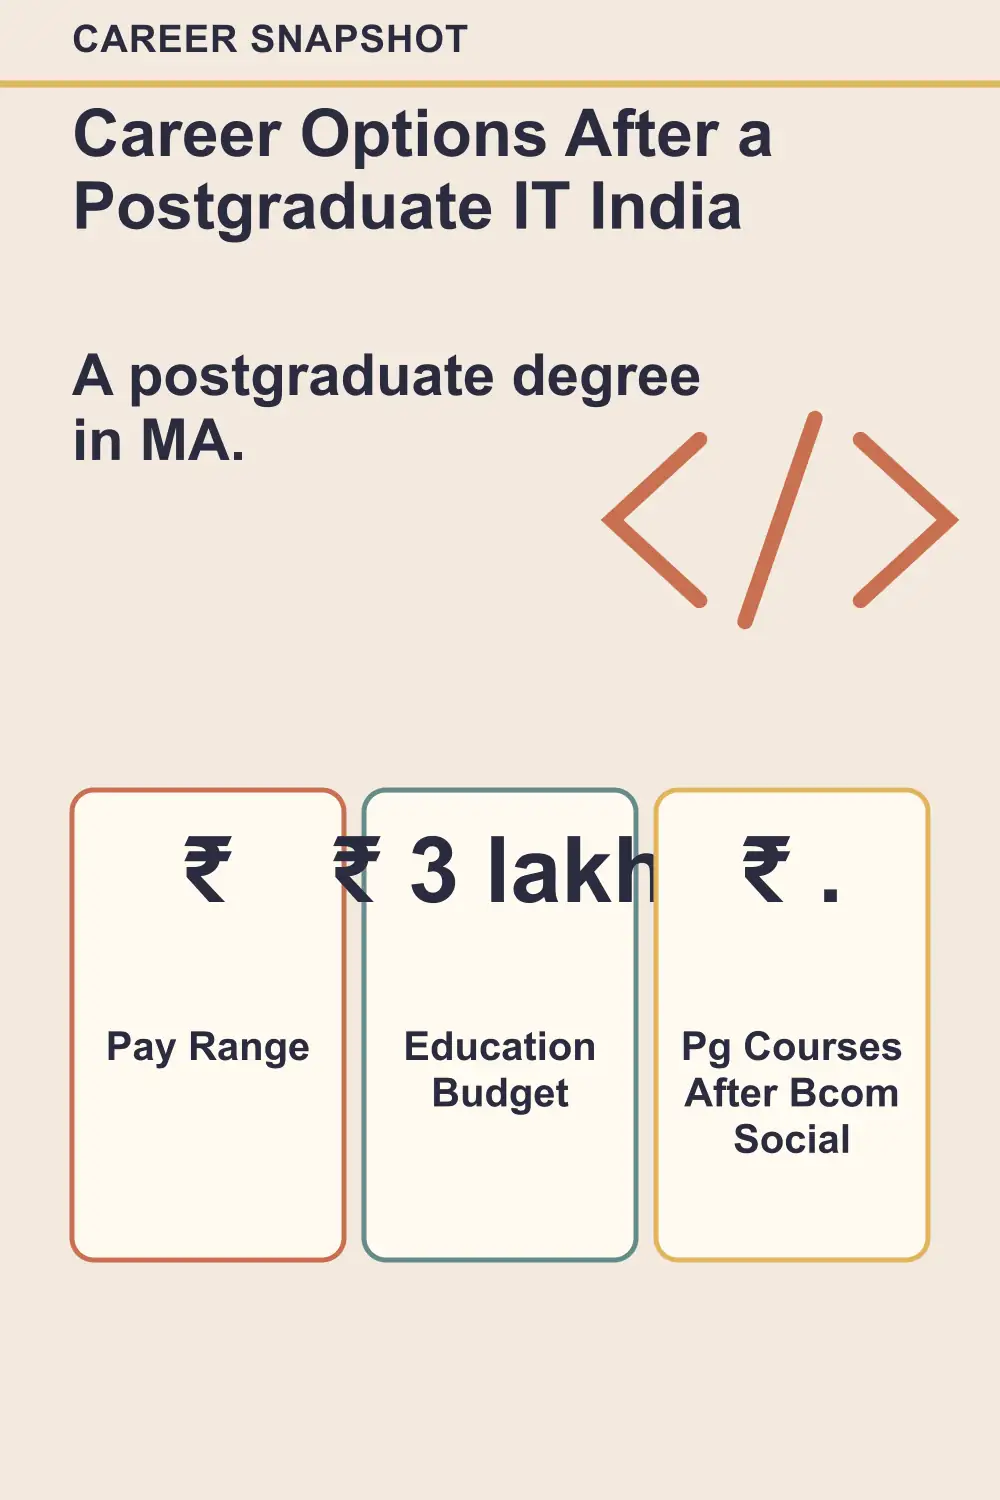 CAREER SNAPSHOT
Career Options After a
Postgraduate IT India
A postgraduate degree
in MA.
₹
₹ 3 lakh
₹ .
Pay Range
Education
Budget
Pg Courses
After Bcom
Social